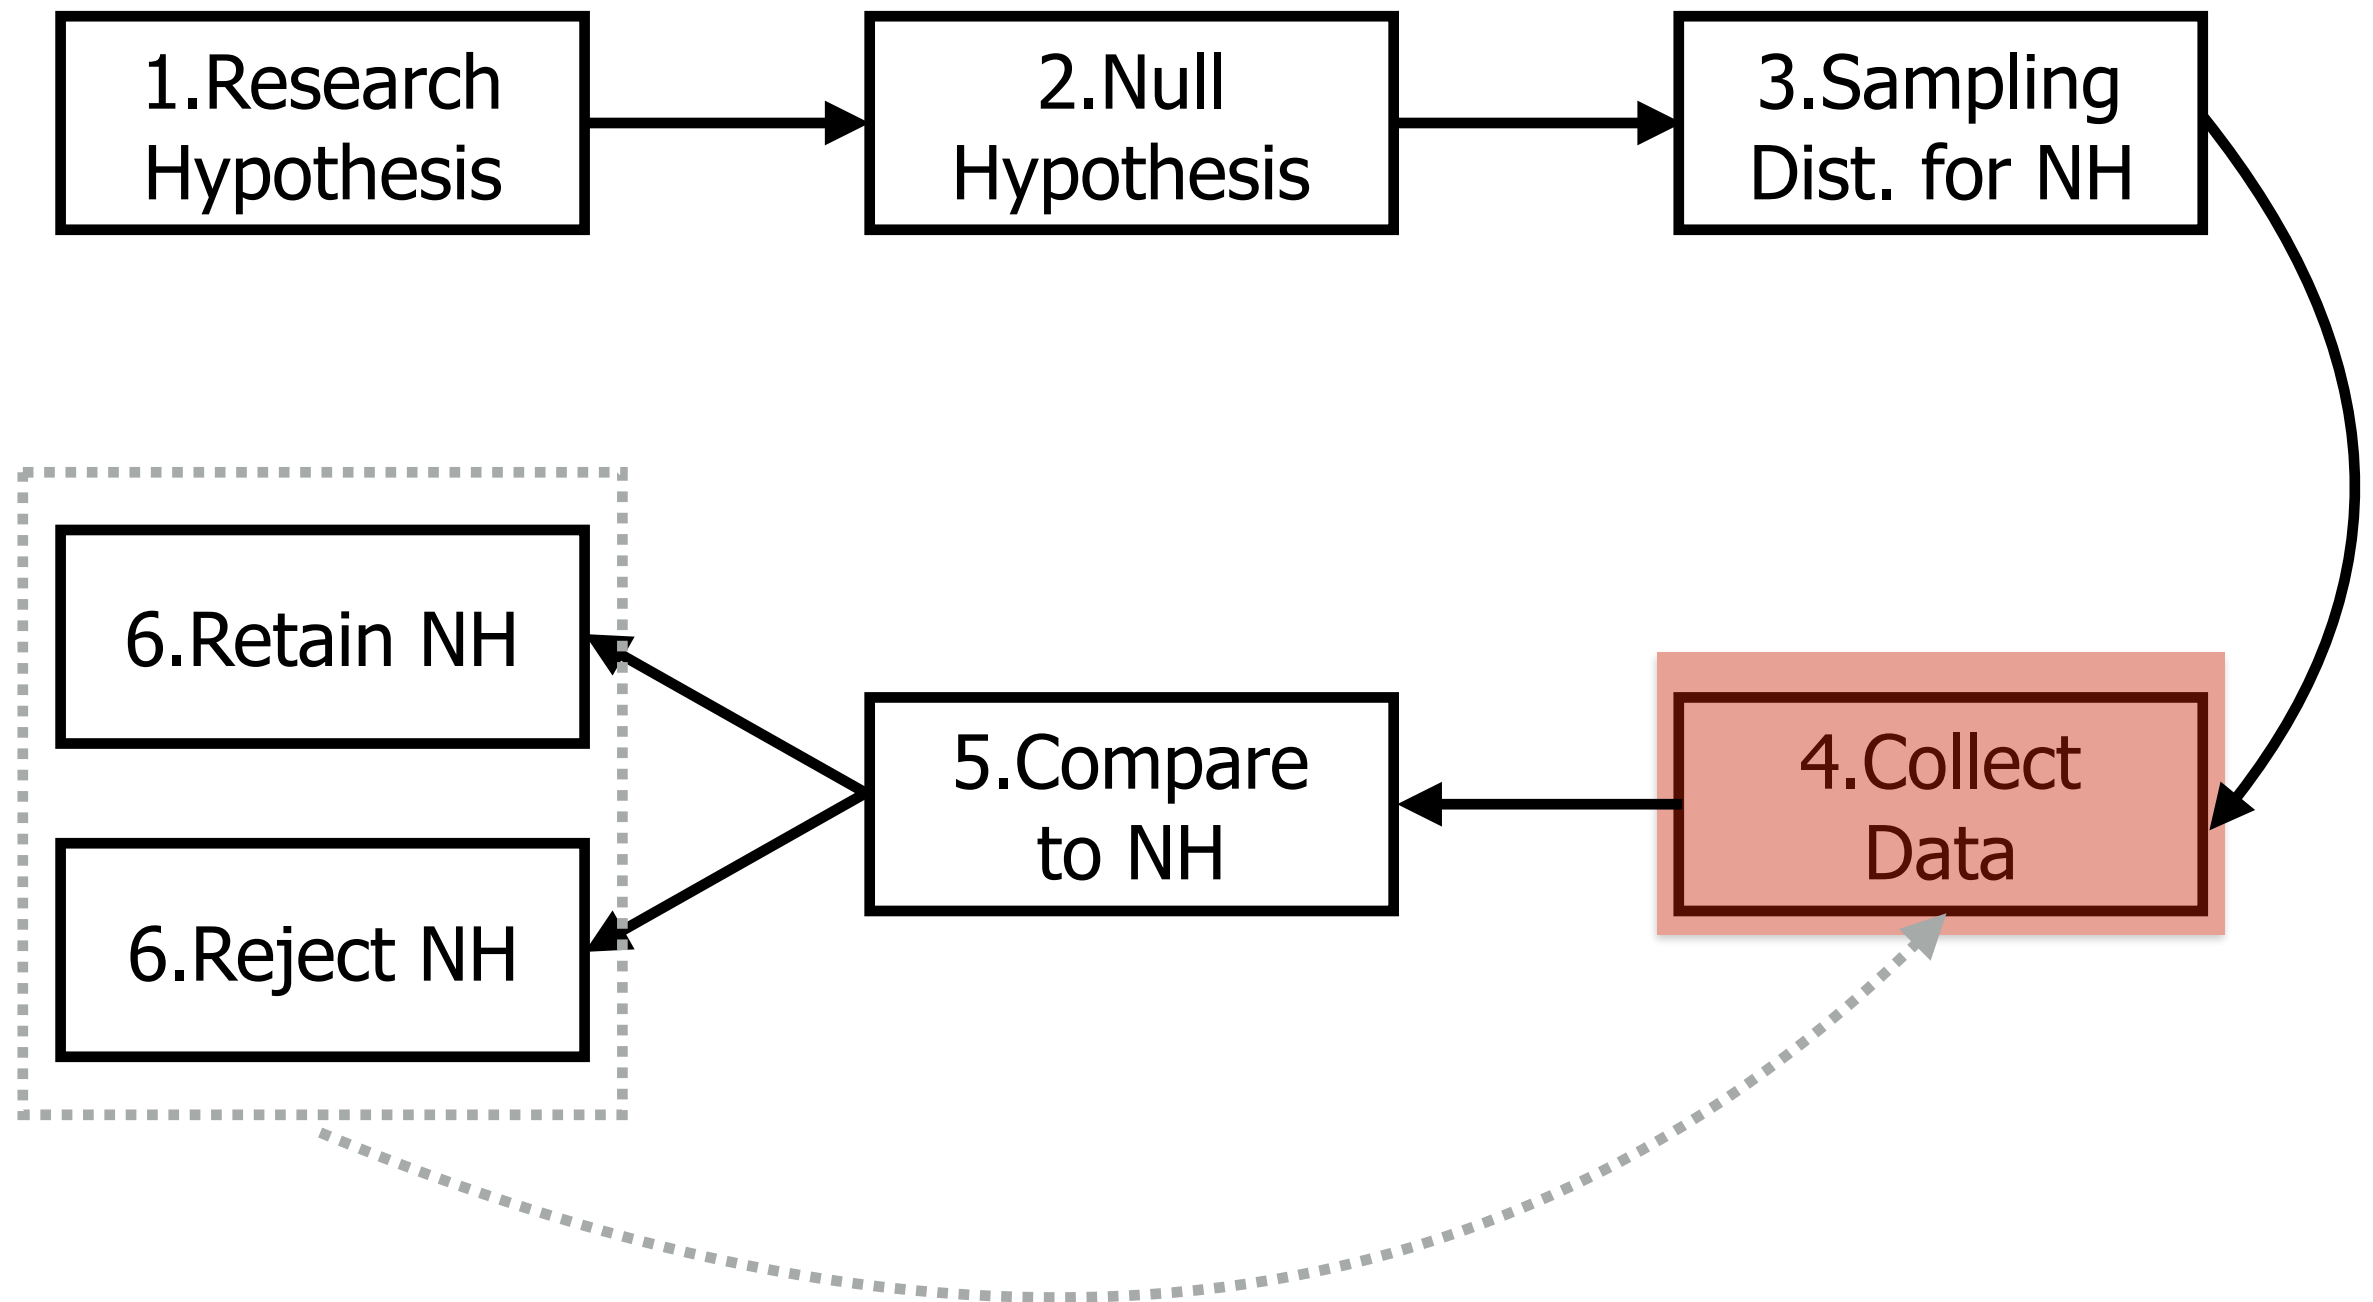 1.Research
Hypothesis
2.Null
Hypothesis
3.Sampling
Dist. for NH
6.Retain NH
5.Compare
to NH
4.Collect
Data
6.Reject NH